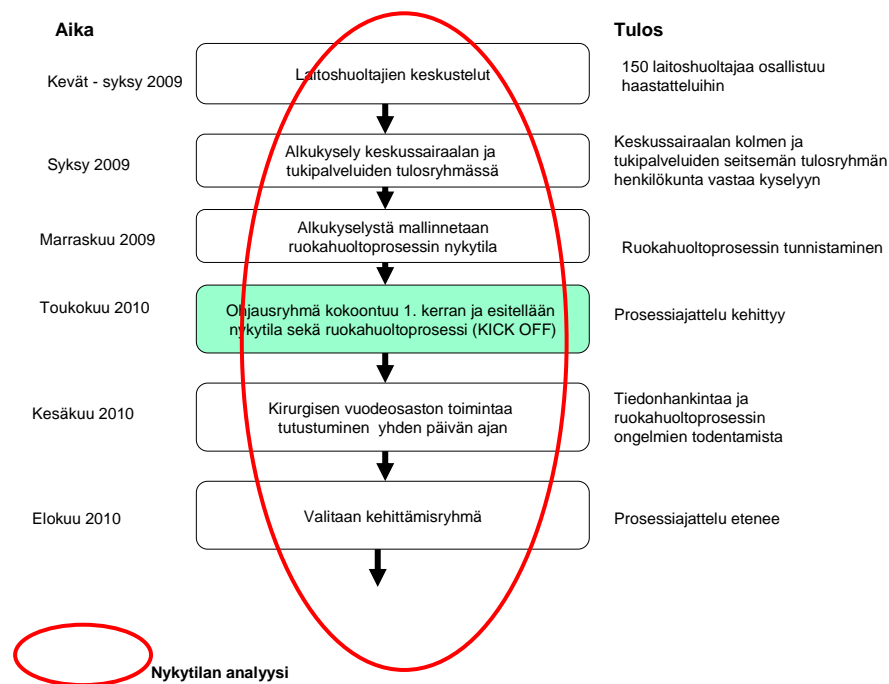 Aika
Tulos
Kevät - syksy 2009
Laitoshuoltajien keskustelut
150 laitoshuoltajaa osallistuu
haastatteluihin
Syksy 2009
Alkukysely keskussairaalan ja
tukipalveluiden tulosryhmässä
Keskussairaalan kolmen ja
tukipalveluiden seitsemän tulosryhmän
henkilökunta vastaa kyselyyn
Marraskuu 2009
Alkukyselystä mallinnetaan
ruokahuoltoprosessin nykytila
Ruokahuoltoprosessin tunnistaminen
Toukokuu 2010
Ohjausryhmä kokoontuu 1. kerran ja esitellään
nykytila sekä ruokahuoltoprosessi (KICK OFF)
Prosessiajattelu kehittyy
Kesäkuu 2010
Kirurgisen vuodeosaston toimintaa
tutustuminen yhden päivän ajan
Tiedonhankintaa ja
ruokahuoltoprosessin
ongelmien todentamista
Elokuu 2010
Valitaan kehittämisryhmä
Prosessiajattelu etenee
Nykytilan analyysi